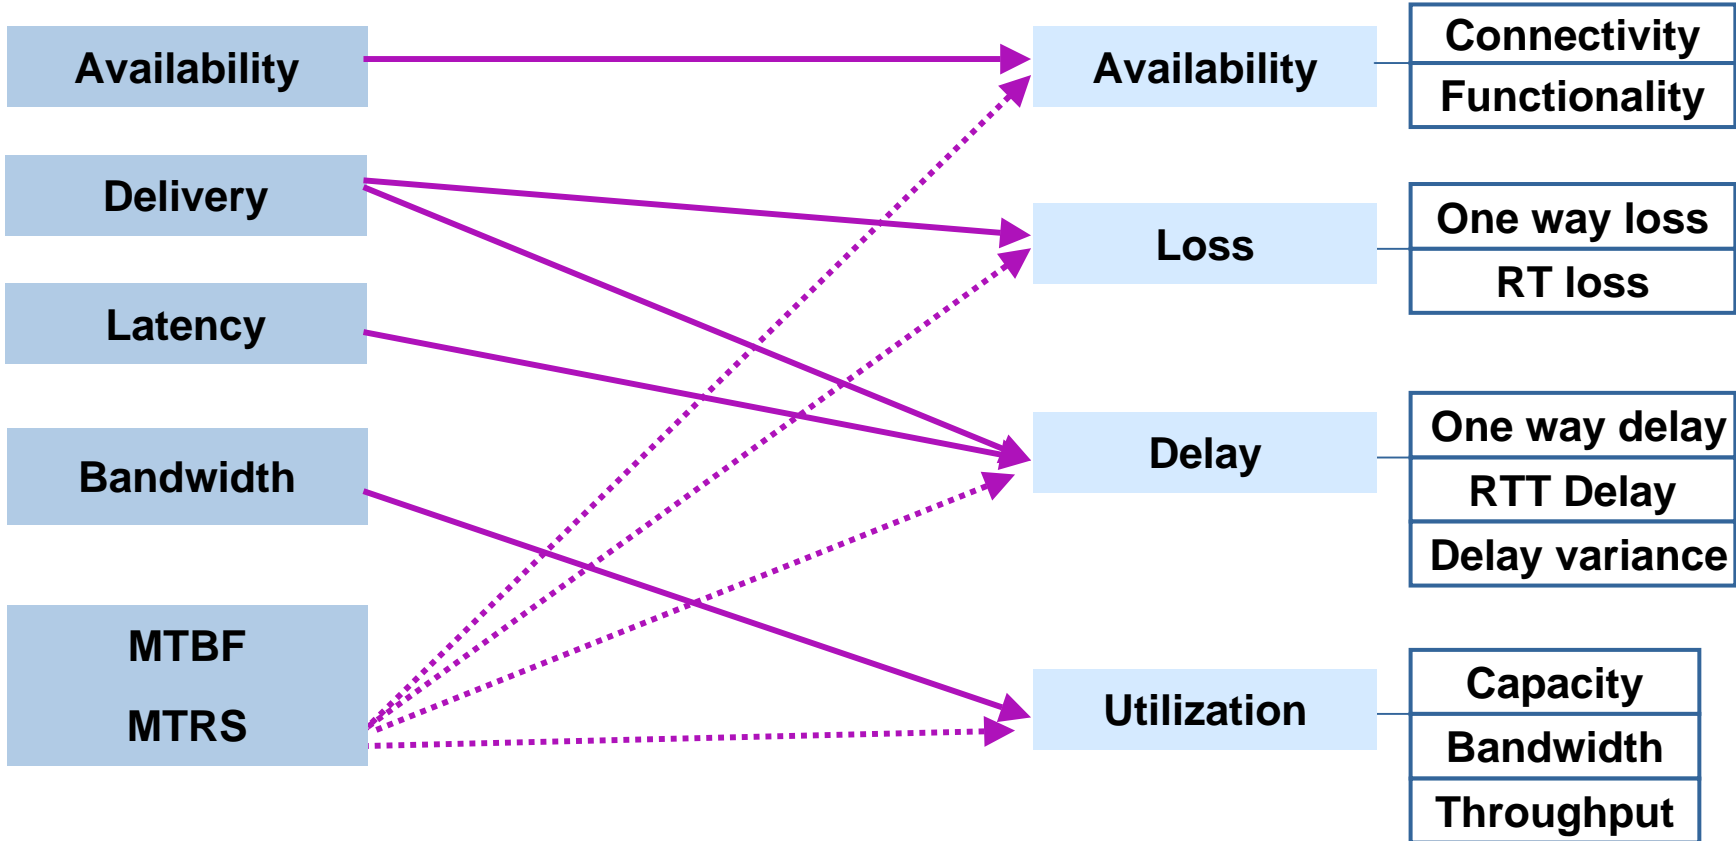 Availability
Delivery
Latency
Bandwidth
MTBF
MTRS
Availability
Loss
Delay
Utilization
Connectivity
Functionality
One way loss
RT loss
One way delay
RTT Delay
Delay variance
Capacity
Bandwidth
Throughput